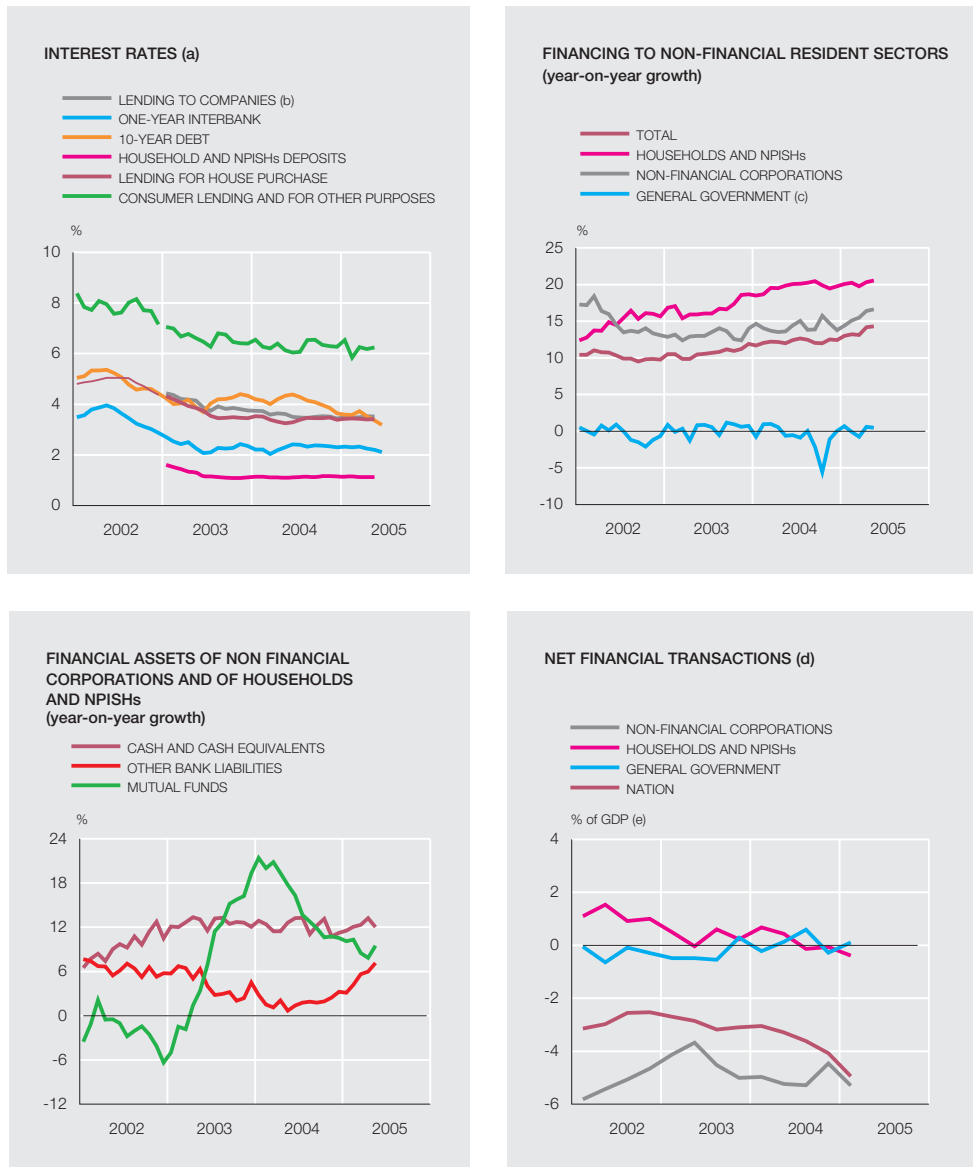 INTEREST RATES (a)
LENDING TO COMPANIES (b)
ONE-YEAR INTERBANK
10-YEAR DEBT
HOUSEHOLD AND NPISHs DEPOSITS
LENDING FOR HOUSE PURCHASE
CONSUMER LENDING AND FOR OTHER PURPOSES
%
10
8
6
4
2
0
2002 2003 2004 2005
FINANCING TO NON-FINANCIAL RESIDENT SECTORS
(year-on-year growth)
TOTAL
HOUSEHOLDS AND NPISHs
NON-FINANCIAL CORPORATIONS
GENERAL GOVERNMENT (c)
%
25
20
15
10
5
0
-5
-10
2002 2003 2004 2005
FINANCIAL ASSETS OF NON FINANCIAL
CORPORATIONS AND OF HOUSEHOLDS
AND NPISHs
(year-on-year growth)
CASH AND CASH EQUIVALENTS
OTHER BANK LIABILITIES
MUTUAL FUNDS
%
24
18
12
6
0
-6
-12
2002 2003 2004 2005
NET FINANCIAL TRANSACTIONS (d)
NON-FINANCIAL CORPORATIONS
HOUSEHOLDS AND NPISHs
GENERAL GOVERNMENT
NATION
% of GDP (e)
4
2
0
-2
-4
-6
2002 2003 2004 2005